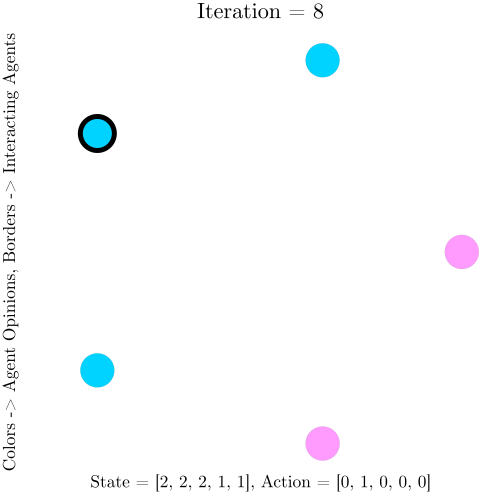 Iteration = 8
Colors -> Agent Opinions, Borders -> Interacting Agents
State = [2, 2, 2, 1, 1], Action = [0, 1, 0, 0, 0]